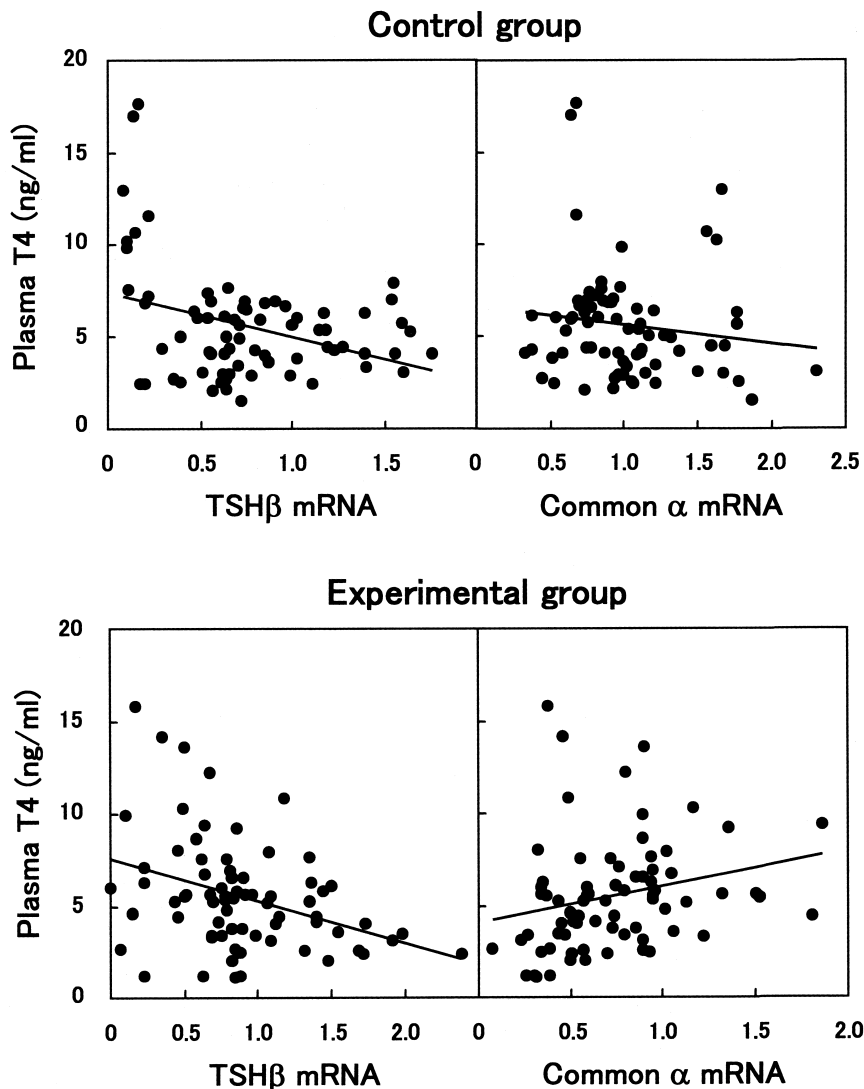 Control group
20
15
10
5
0
Plasma T4 (ng/ml)
0.5 1.0 1.5 0 0.5 1.0 1.5 2.0 2.5
TSHβ mRNA Common α mRNA
Experimental group
20
15
10
5
0
Plasma T4 (ng/ml)
0 0.5 1.0 1.5 2.0 0 0.5 1.0 1.5 2.0
TSHβ mRNA Common α mRNA